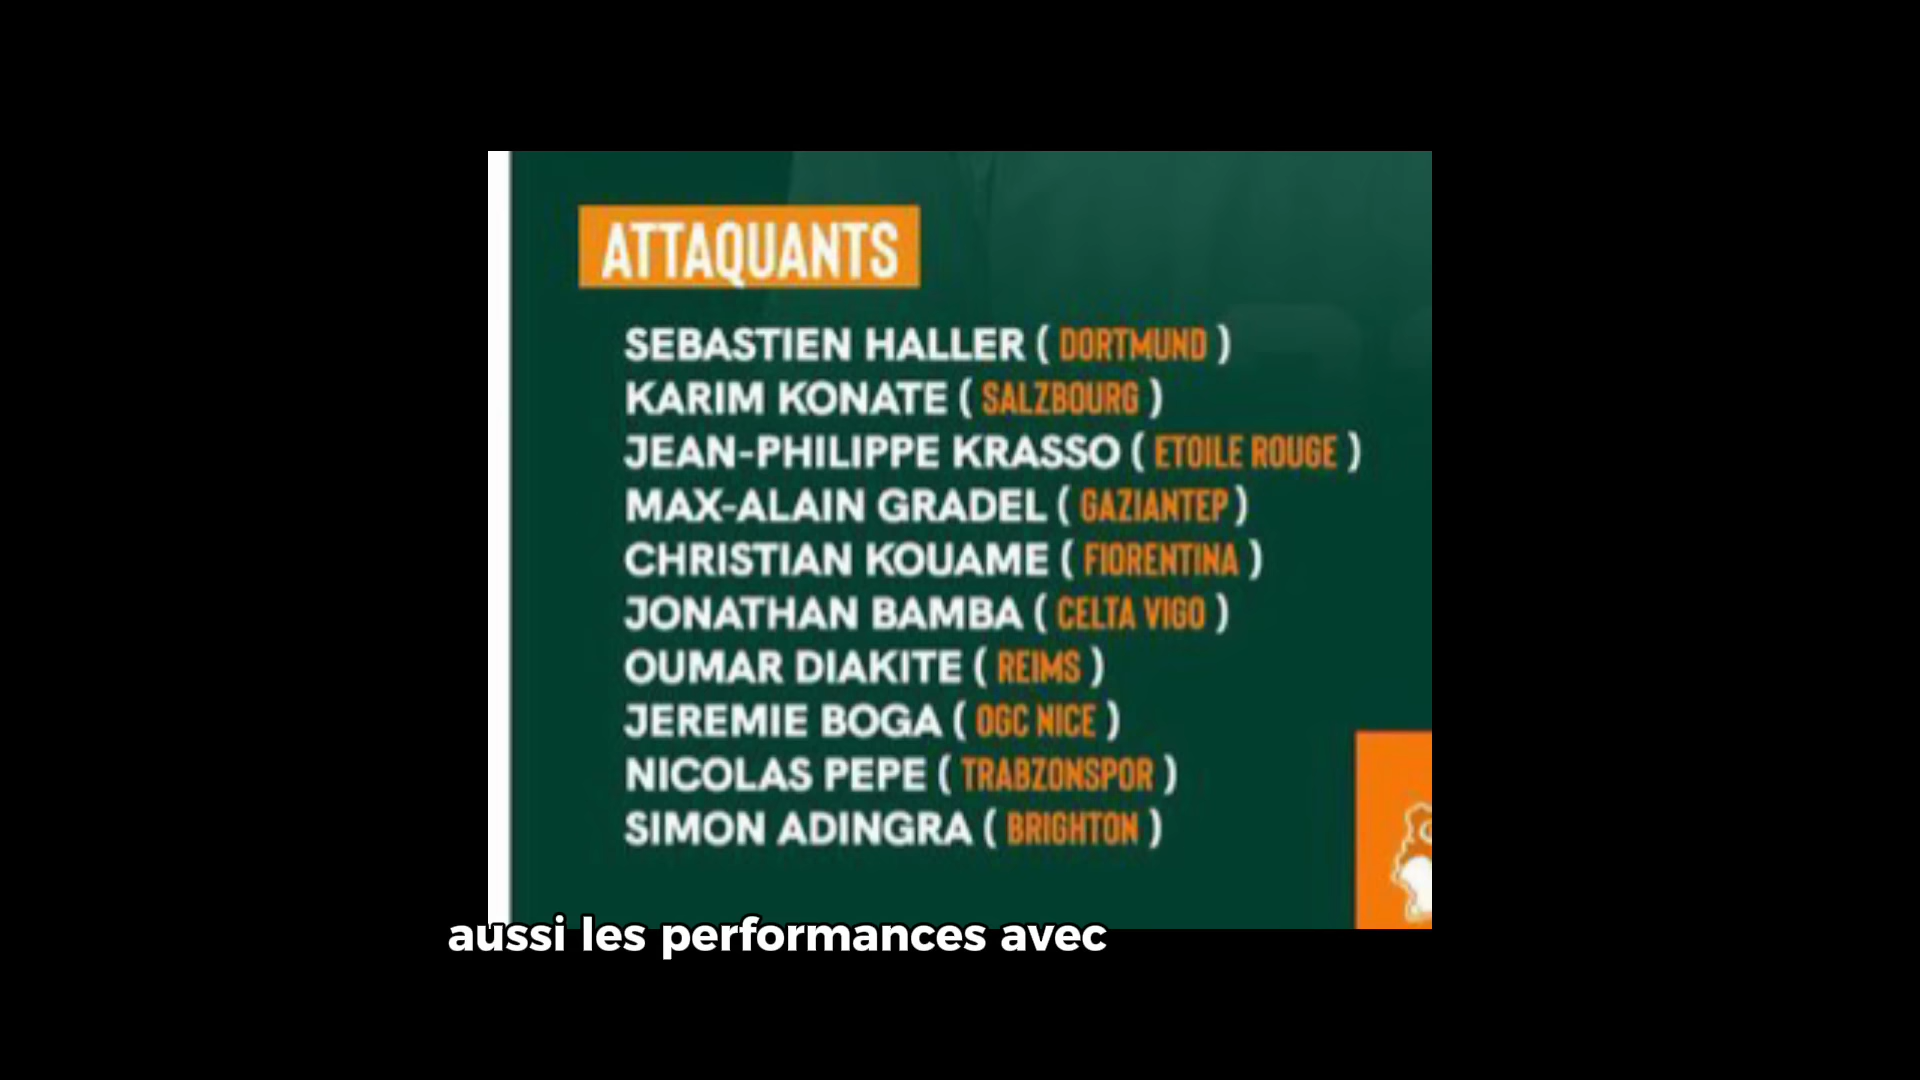 ATTAQUANTS
SEBASTIEN HALLER ( DORTMUND )
KARIM KONATE ( SALZBOURG )
JEAN-PHILIPPE KRASSO ( ETOILE ROUGE )
MAX-ALAIN GRADEL ( GAZIANTEP )
CHRISTIAN KOUAME ( FIORENTINA )
JONATHAN BAMBA ( CELTA VIGO )
OUMAR DIAKITE ( REIMS )
JEREMIE BOGA ( OGC NICE )
NICOLAS PEPE ( TRABZONSPOR )
SIMON ADINGRA ( BRIGHTON )
aussi les performances avec